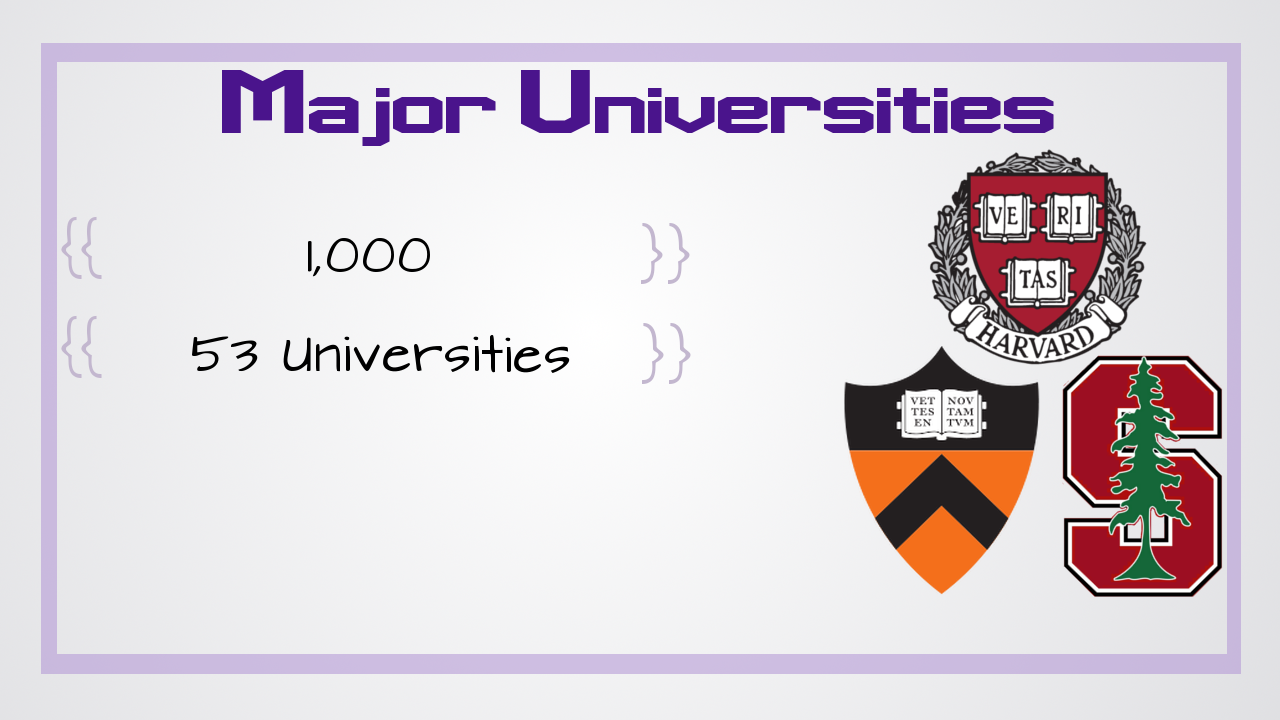 Major Universities
1,000
53 Universities
VE RI
TAS
HARVARD
VET NOV
TES TAM
EN TVM